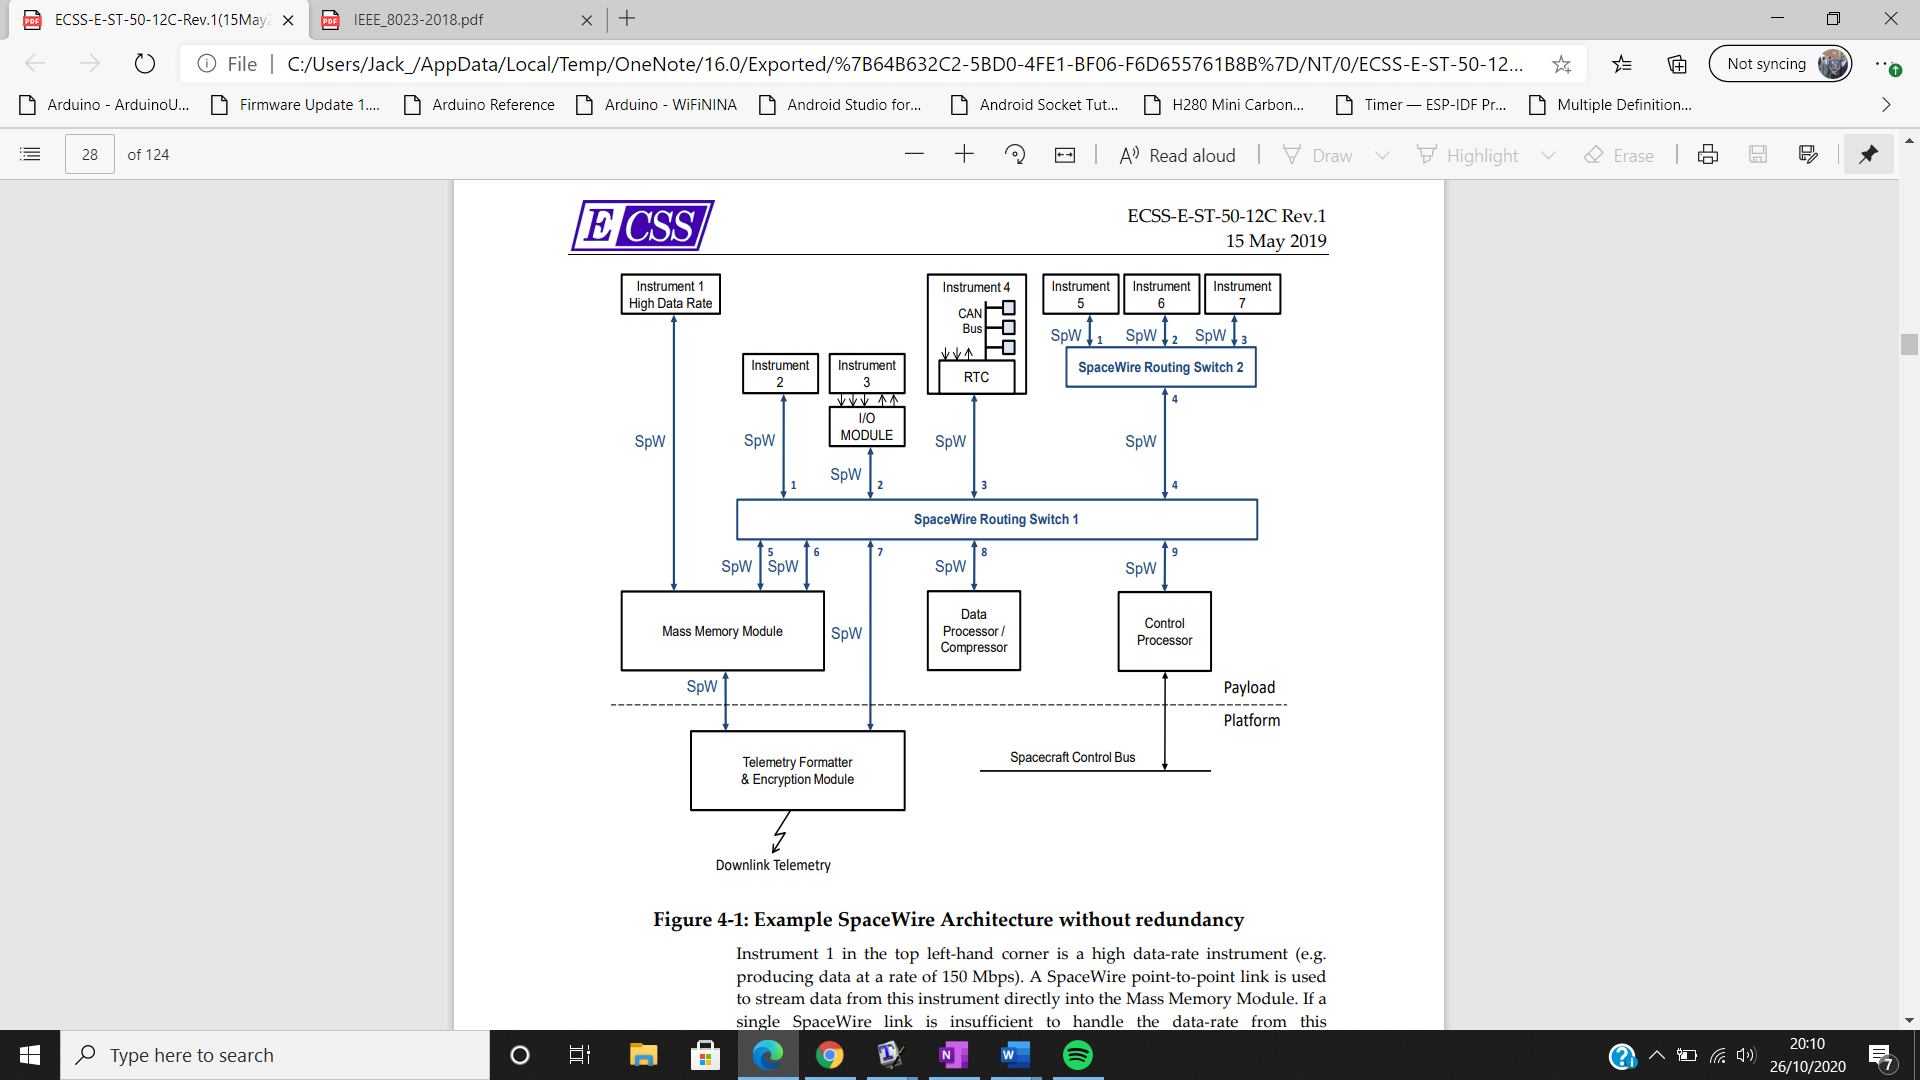 ECSS-E-ST-50-12C-Rev.1(15May2
IEEE_8023-2018.pdf
File
C:/Users/Jack_/AppData/Local/Temp/OneNote/16.0/Exported/%7B64B632C2-5BD0-4FE1-BF06-F6D655761B8B%7D/NT/0/ECSS-E-ST-50-12...
Not syncing
Arduino - ArduinoU...
Firmware Update 1....
Arduino Reference
Arduino - WiFiNINA
Android Studio for...
Android Socket Tut...
H280 Mini Carbon...
Timer — ESP-IDF Pr...
Multiple Definition...
28 of 124
Read aloud
Draw
Highlight
Erase
ECSS
ECSS-E-ST-50-12C Rev.1
15 May 2019
Instrument 1
High Data Rate
Instrument 4
CAN
Bus
RTC
Instrument
5
Instrument
6
Instrument
7
SpW 1
SpW 2
SpW 3
SpaceWire Routing Switch 2
4
Instrument
2
Instrument
3
I/O
MODULE
SpW
SpW
SpW
SpW
SpW
1
2
3
4
SpaceWire Routing Switch 1
5
6
7
8
9
SpW
SpW
SpW
SpW
Mass Memory Module
SpW
Data
Processor /
Compressor
Control
Processor
SpW
Payload
Platform
Telemetry Formatter
& Encryption Module
Spacecraft Control Bus
Downlink Telemetry
Figure 4-1: Example SpaceWire Architecture without redundancy
Instrument 1 in the top left-hand corner is a high data-rate instrument (e.g.
producing data at a rate of 150 Mbps). A SpaceWire point-to-point link is used
to stream data from this instrument directly into the Mass Memory Module. If a
single SpaceWire link is insufficient to handle the data-rate from this
Type here to search
20:10
26/10/2020
7